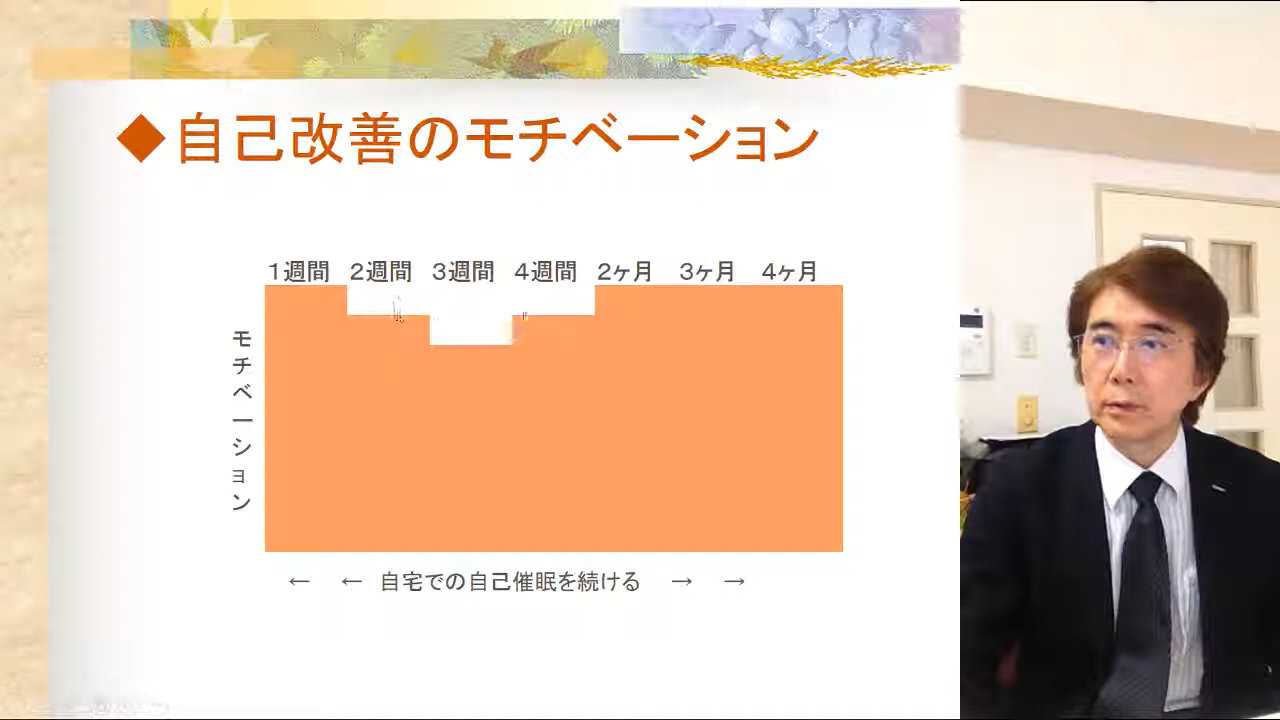 ◆自己改善のモチベーション
1週間 2週間 3週間 4週間 2ヶ月 3ヶ月 4ヶ月
モチベーション
← ← 自宅での自己催眠を続ける → →